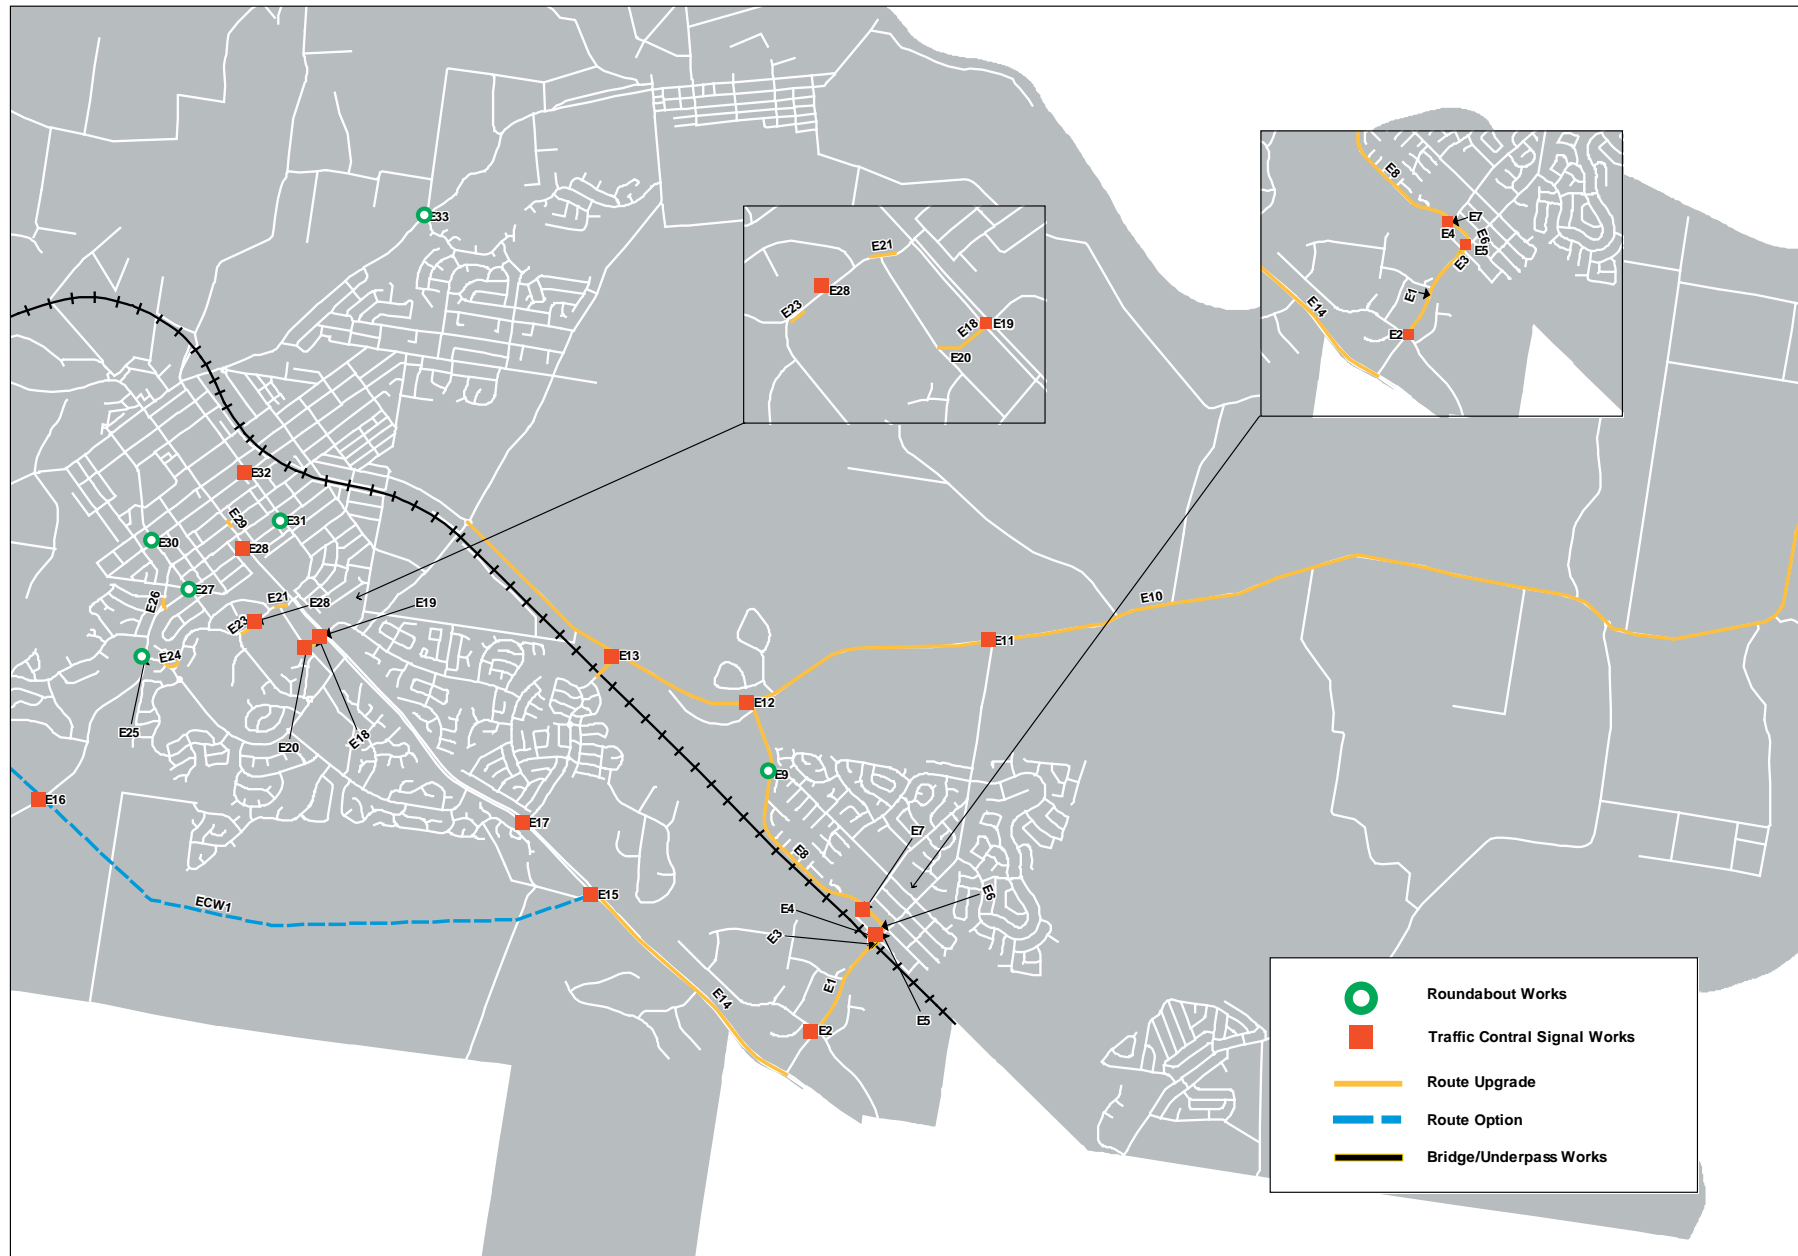 E33
E21
E28
E23
E18
E19
E20
E8
E7
E4
E6
E5
E3
E1
E14
E2
E32
E29
E31
E30
E28
E27
E26
E21
E28
E19
E23
E24
E25
E20
E18
E13
E12
E11
E10
E9
E16
E17
E15
ECW1
E8
E7
E6
E4
E3
E1
E14
E2
E5
Roundabout Works
Traffic Contral Signal Works
Route Upgrade
Route Option
Bridge/Underpass Works